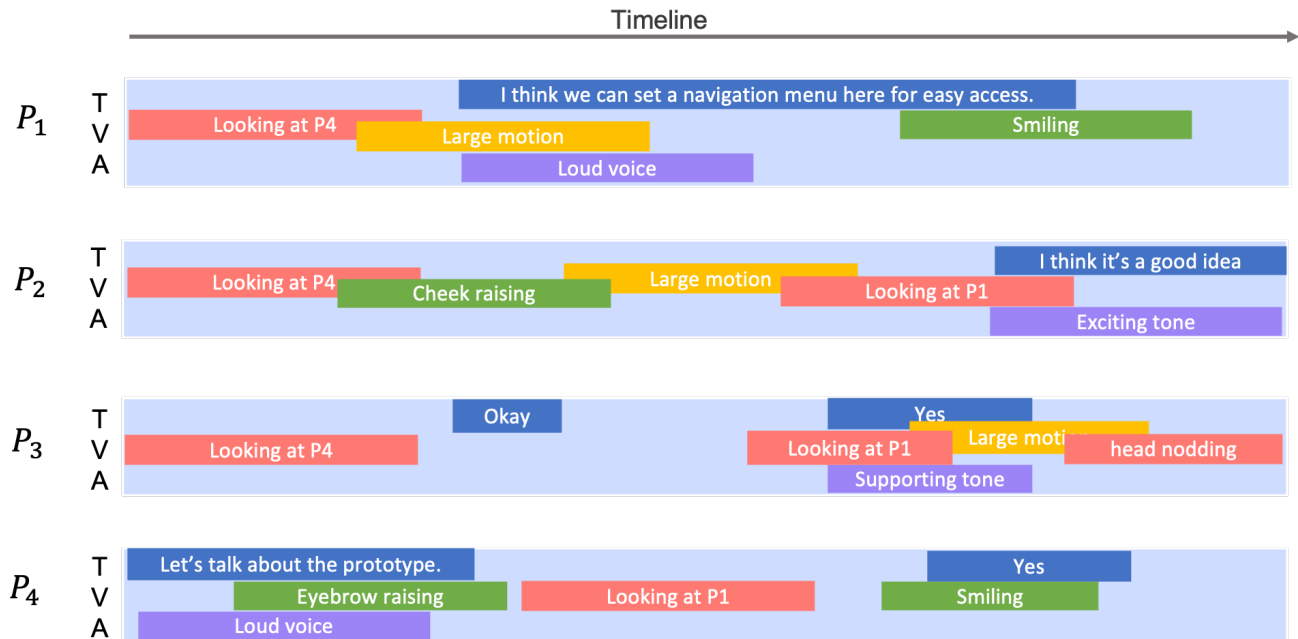 Timeline
P1
T
V
A
I think we can set a navigation menu here for easy access.
Looking at P4
Large motion
Smiling
Loud voice
P2
T
V
A
I think it's a good idea
Looking at P4
Cheek raising
Large motion
Looking at P1
Exciting tone
P3
T
V
A
Okay
Yes
Looking at P4
Looking at P1
Large motion
head nodding
Supporting tone
P4
T
V
A
Let's talk about the prototype.
Yes
Eyebrow raising
Looking at P1
Smiling
Loud voice